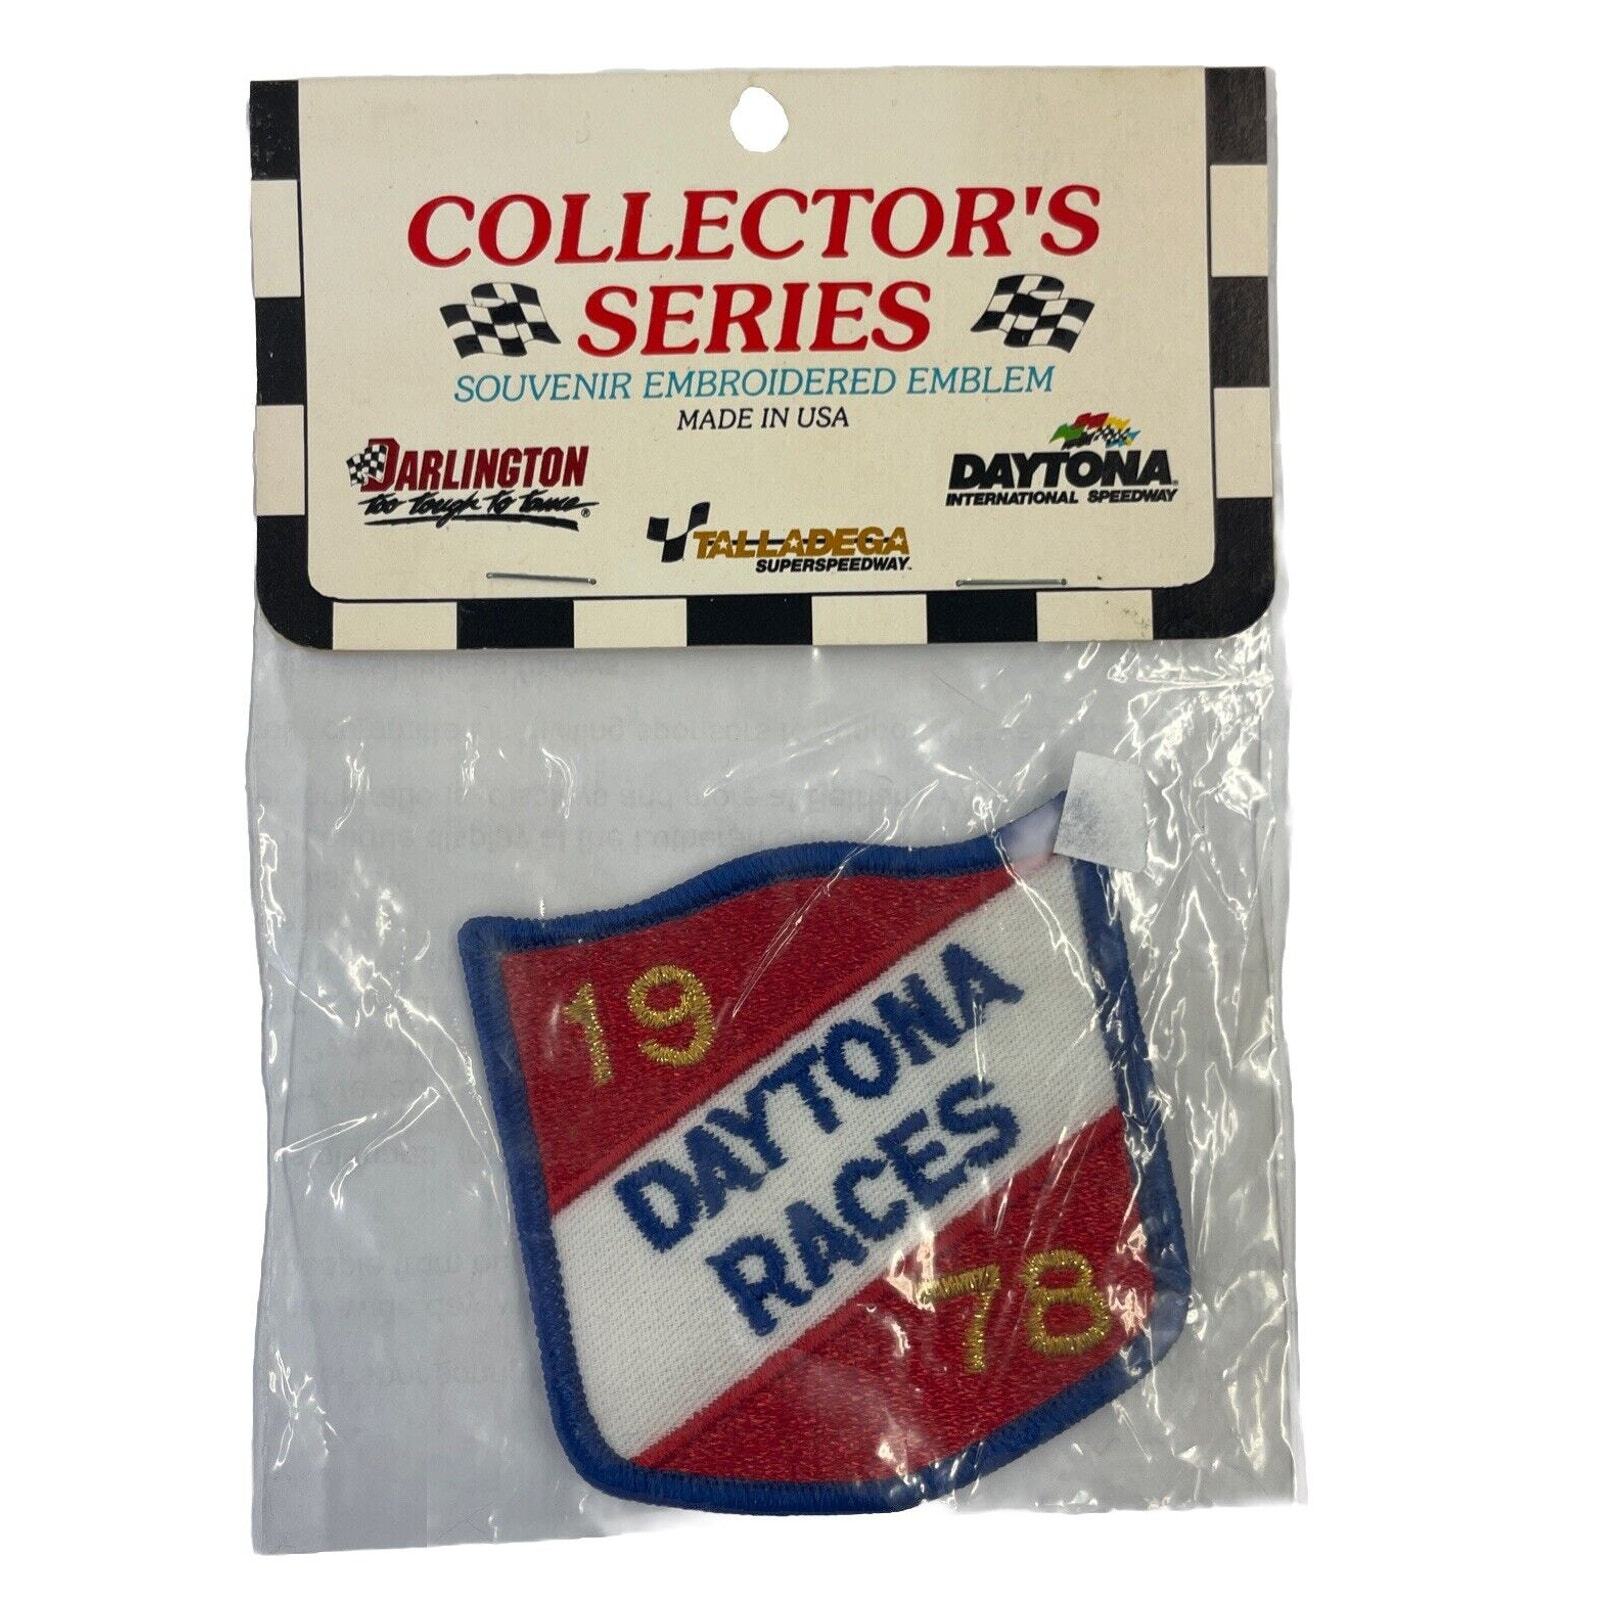 COLLECTOR'S
SERIES
SOUVENIR EMBROIDERED EMBLEM
MADE IN USA
DARLINGTON
too tough to tame®
TALLADEGA
SUPERSPEEDWAY™
DAYTONA®
INTERNATIONAL SPEEDWAY
19
DAYTONA
RACES
78